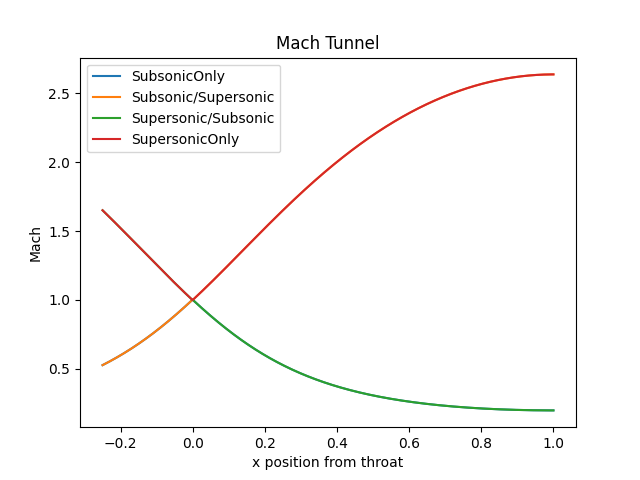 Mach Tunnel
SubsonicOnly
Subsonic/Supersonic
Supersonic/Subsonic
SupersonicOnly
2.5
2.0
1.5
1.0
0.5
Mach
−0.2 0.0 0.2 0.4 0.6 0.8 1.0
x position from throat